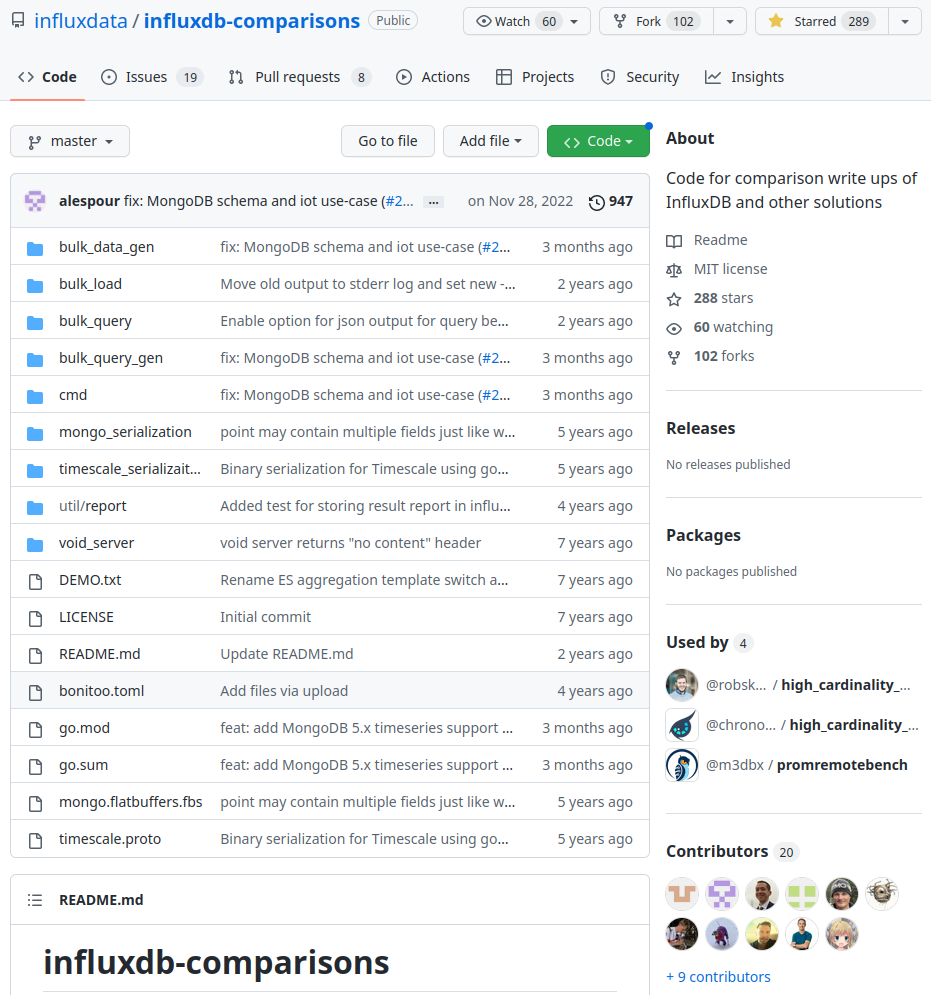 influxdata / influxdb-comparisons Public Watch 60 Fork 102 Starred 289
Code Issues 19 Pull requests 8 Actions Projects Security Insights
master Go to file Add file Code
alespour fix: MongoDB schema and iot use-case (#2... ... on Nov 28, 2022 947
bulk_data_gen fix: MongoDB schema and iot use-case (#2... 3 months ago
bulk_load Move old output to stderr log and set new -... 2 years ago
bulk_query Enable option for json output for query be... 2 years ago
bulk_query_gen fix: MongoDB schema and iot use-case (#2... 3 months ago
cmd fix: MongoDB schema and iot use-case (#2... 3 months ago
mongo_serialization point may contain multiple fields just like w... 5 years ago
timescale_serializait... Binary serialization for Timescale using go... 5 years ago
util/report Added test for storing result report in influ... 4 years ago
void_server void server returns "no content" header 7 years ago
DEMO.txt Rename ES aggregation template switch a... 7 years ago
LICENSE Initial commit 7 years ago
README.md Update README.md 2 years ago
bonitoo.toml Add files via upload 4 years ago
go.mod feat: add MongoDB 5.x timeseries support ... 3 months ago
go.sum feat: add MongoDB 5.x timeseries support ... 3 months ago
mongo.flatbuffers.fbs point may contain multiple fields just like w... 5 years ago
timescale.proto Binary serialization for Timescale using go... 5 years ago
README.md
influxdb-comparisons
About
Code for comparison write ups of
InfluxDB and other solutions
Readme
MIT license
288 stars
60 watching
102 forks
Releases
No releases published
Packages
No packages published
Used by 4
@robsk... / high_cardinality_...
@chrono... / high_cardinality_...
@m3dbx / promremotebench
Contributors 20
+ 9 contributors